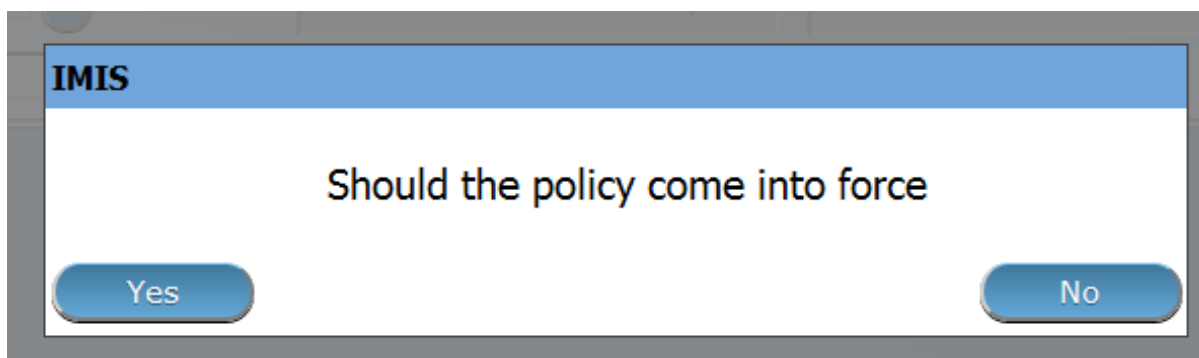 IMIS
Should the policy come into force
Yes
No